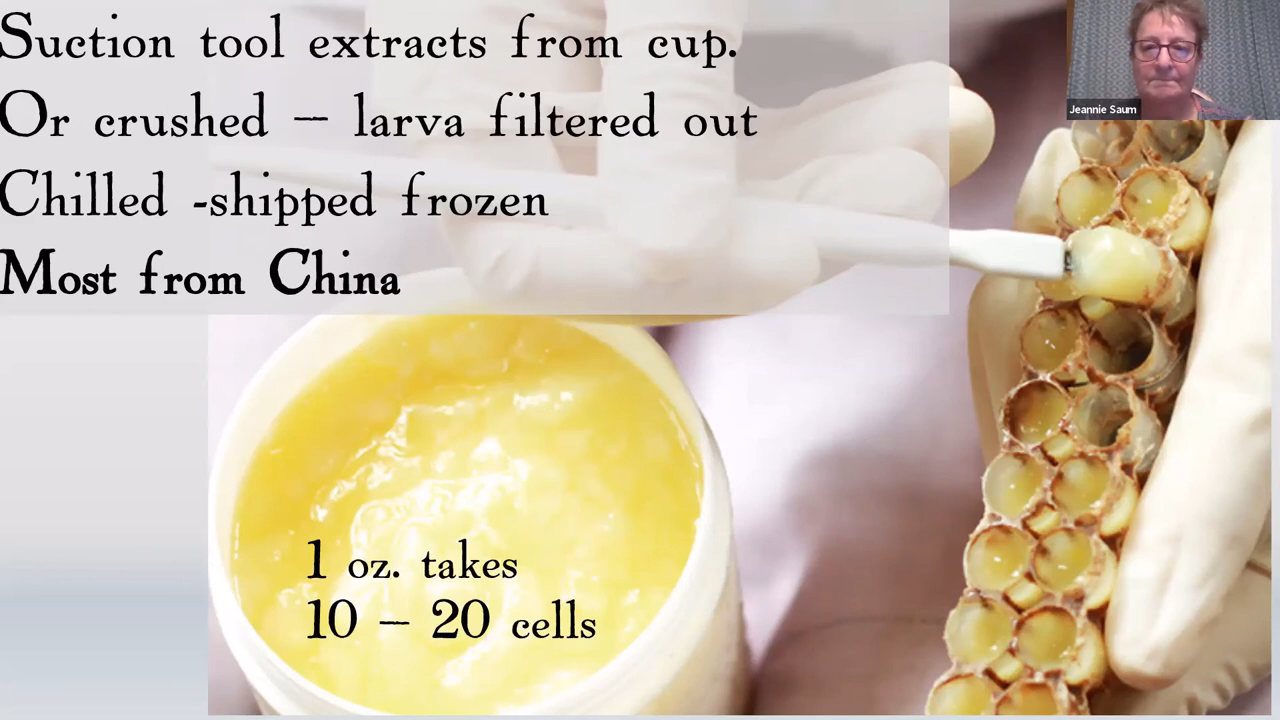 Suction tool extracts from cup.
Or crushed – larva filtered out
Chilled -shipped frozen
Most from China
Jeannie Saum
1 oz. takes
10 – 20 cells